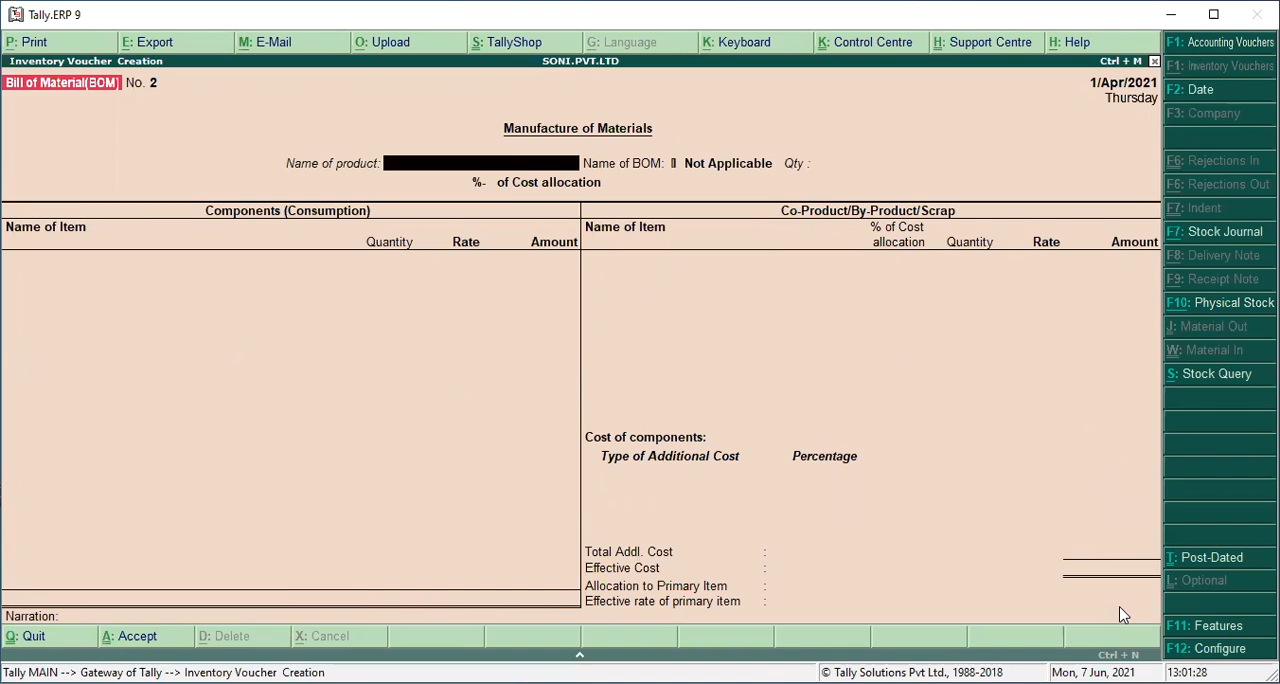 Tally.ERP 9
P: Print
E: Export
M: E-Mail
O: Upload
S: TallyShop
G: Language
K: Keyboard
K: Control Centre
H: Support Centre
H: Help
F1: Accounting Vouchers
Inventory Voucher Creation
SONI.PVT.LTD
Ctrl + M
F1: Inventory Vouchers
Bill of Material(BOM) No. 2
1/Apr/2021
Thursday
F2: Date
F3: Company
Manufacture of Materials
Name of product:
Name of BOM:
Not Applicable
Qty :
%- of Cost allocation
F6: Rejections In
F6: Rejections Out
F7: Indent
F7: Stock Journal
F8: Delivery Note
F9: Receipt Note
F10: Physical Stock
J: Material Out
W: Material In
S: Stock Query
Components (Consumption)
Name of Item
Quantity
Rate
Amount
Co-Product/By-Product/Scrap
Name of Item
% of Cost
allocation
Quantity
Rate
Amount
Cost of components:
Type of Additional Cost
Percentage
Total Addl. Cost :
Effective Cost :
Allocation to Primary Item :
Effective rate of primary item :
T: Post-Dated
L: Optional
F11: Features
F12: Configure
Narration:
Q: Quit
A: Accept
D: Delete
X: Cancel
Ctrl + N
Tally MAIN --> Gateway of Tally --> Inventory Voucher Creation
© Tally Solutions Pvt Ltd., 1988-2018
Mon, 7 Jun, 2021
13:01:28